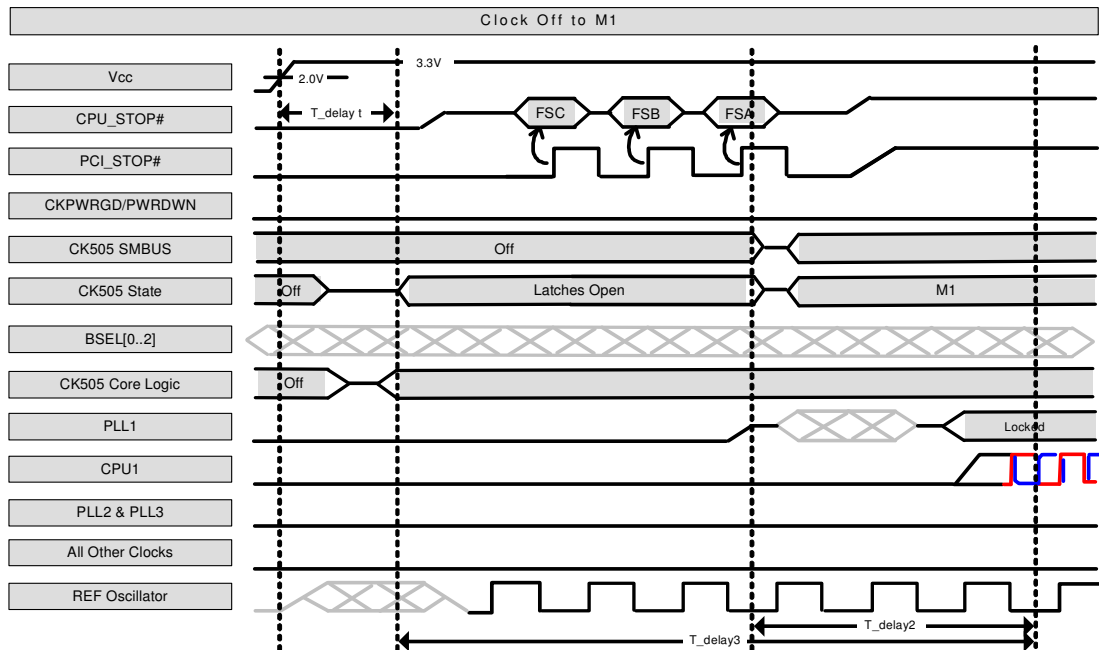 Clock Off to M1
Vcc
2.0V
3.3V
T_delay t
CPU_STOP#
FSC
FSB
FSA
PCI_STOP#
CKPWRGD/PWRDWN
CK505 SMBUS
Off
CK505 State
Off
Latches Open
M1
BSEL[0..2]
CK505 Core Logic
Off
PLL1
Locked
CPU1
PLL2 & PLL3
All Other Clocks
REF Oscillator
T_delay2
T_delay3